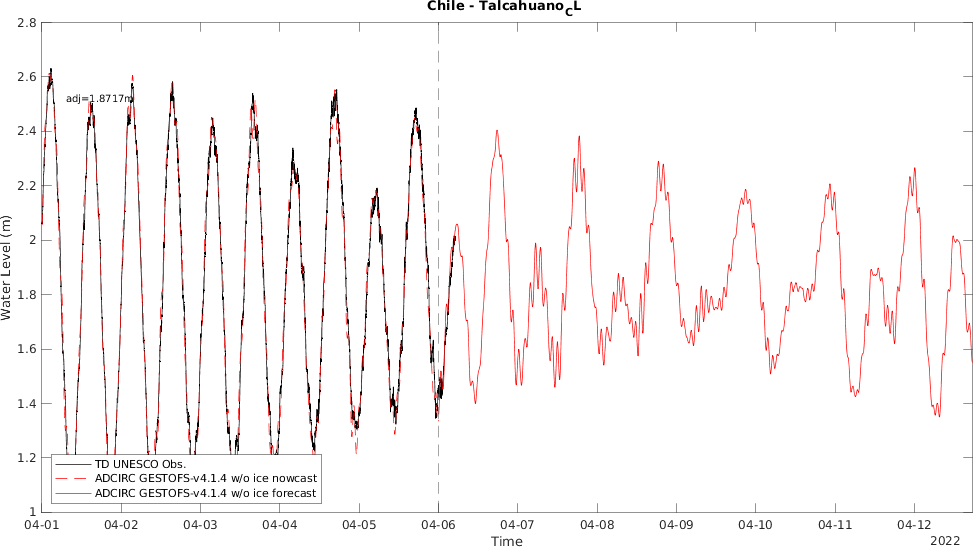 Chile - Talcahuano_CL
2.8
2.6
adj=1.8717m
2.4
2.2
2
Water Level (m)
1.8
1.6
1.4
1.2
1
TD UNESCO Obs.
ADCIRC GESTOFS-v4.1.4 w/o ice nowcast
ADCIRC GESTOFS-v4.1.4 w/o ice forecast
04-01 04-02 04-03 04-04 04-05 04-06 04-07 04-08 04-09 04-10 04-11 04-12
Time
2022